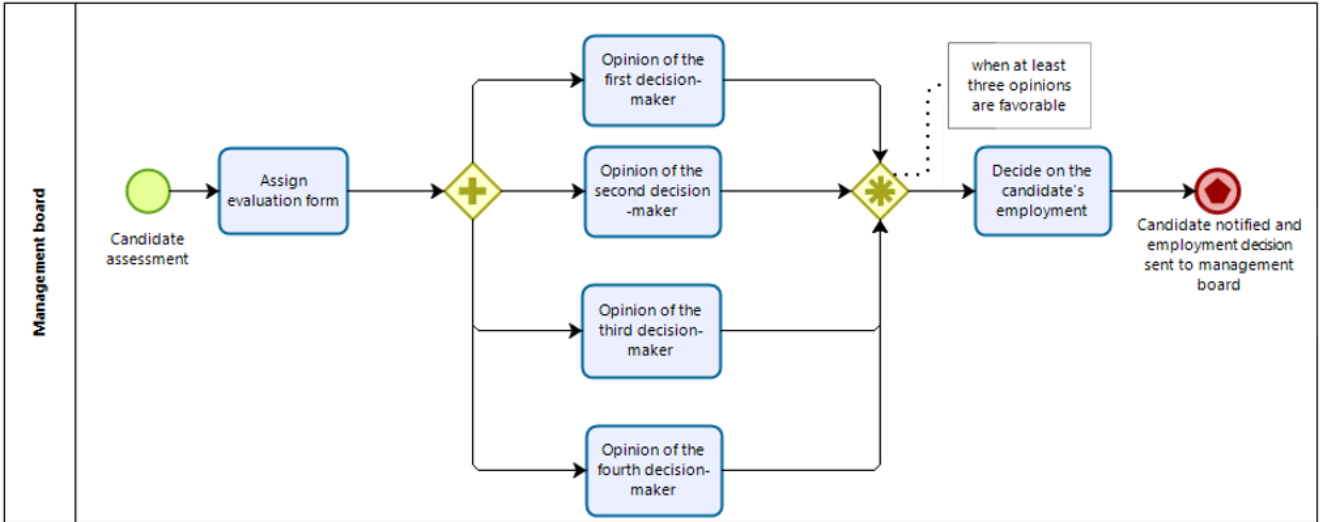 Management board
Candidate
assessment
Assign
evaluation form
Opinion of the
first decision-
maker
Opinion of the
second decision
-maker
Opinion of the
third decision-
maker
Opinion of the
fourth decision-
maker
when at least
three opinions
are favorable
Decide on the
candidate's
employment
Candidate notified and
employment decision
sent to management
board